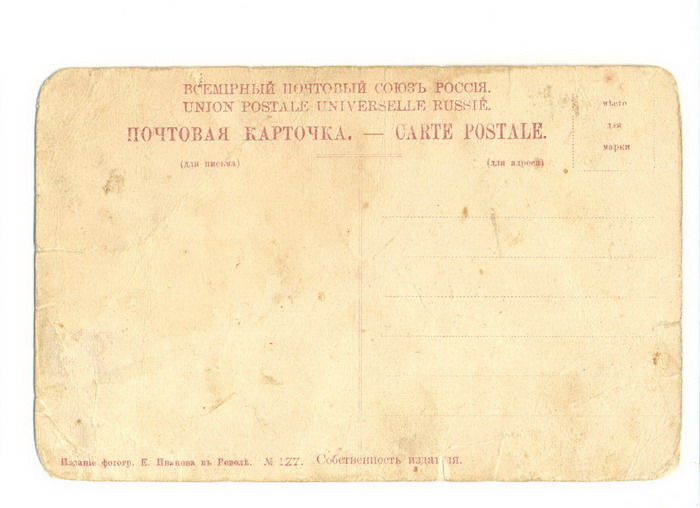 ВСЕМІРНЫЙ ПОЧТОВЫЙ СОЮЗЪ РОССІЯ.
UNION POSTALE UNIVERSELLE RUSSIE.
ПОЧТОВАЯ КАРТОЧКА. — CARTE POSTALE.
(для письма) (для адреса)
мѣсто
для
марки
Изданіе фотогр. Е. Иванова въ Ревелѣ. № 127. Собственность издателя.